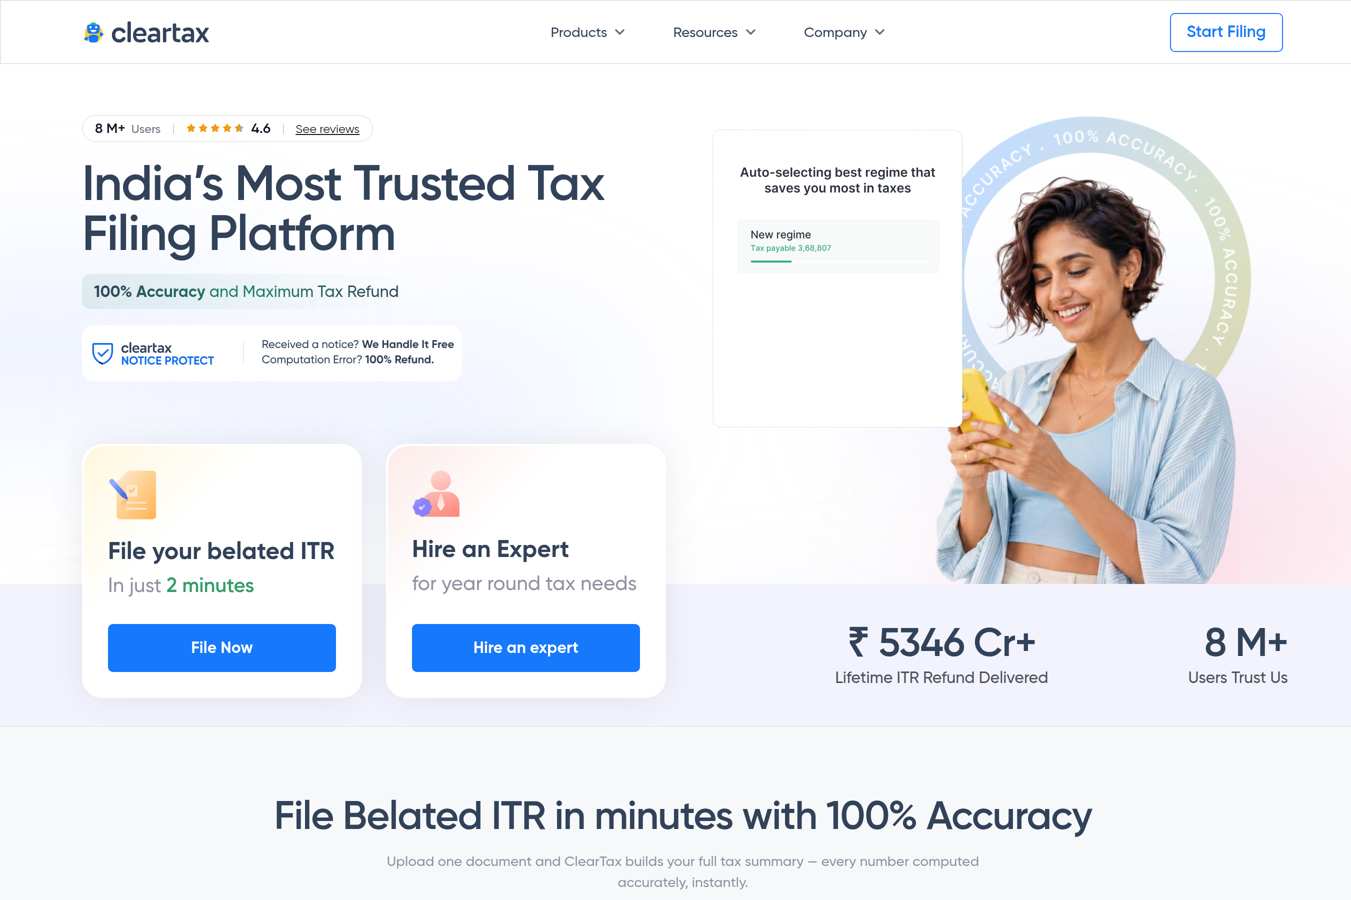 cleartax
Products
Resources
Company
Start Filing
8 M+ Users
4.6
See reviews
India's Most Trusted Tax
Filing Platform
100% Accuracy and Maximum Tax Refund
cleartax
NOTICE PROTECT
Received a notice? We Handle It Free
Computation Error? 100% Refund.
Auto-selecting best regime that
saves you most in taxes
New regime
Tax payable 3,68,807
ACCURACY . 100% ACCURACY . 100% ACCURACY .
File your belated ITR
In just 2 minutes
File Now
Hire an Expert
for year round tax needs
Hire an expert
₹ 5346 Cr+
Lifetime ITR Refund Delivered
8 M+
Users Trust Us
File Belated ITR in minutes with 100% Accuracy
Upload one document and ClearTax builds your full tax summary — every number computed
accurately, instantly.